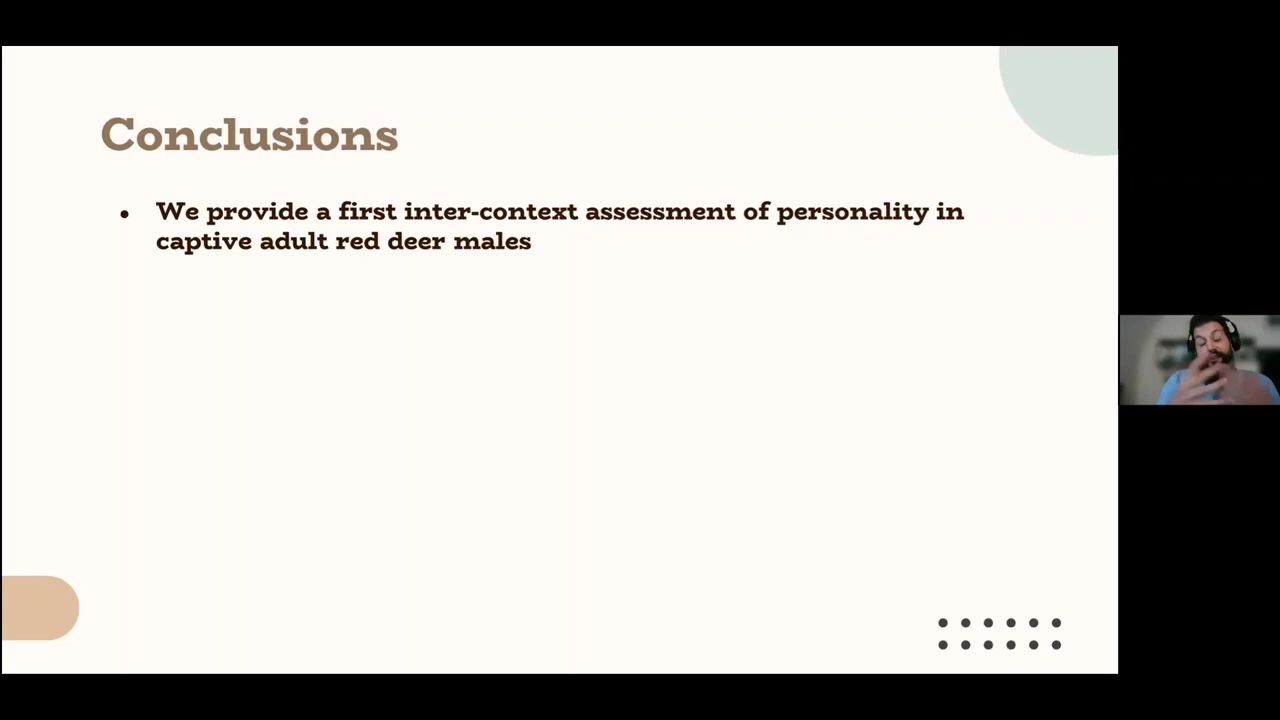 Conclusions
• We provide a first inter-context assessment of personality in
captive adult red deer males